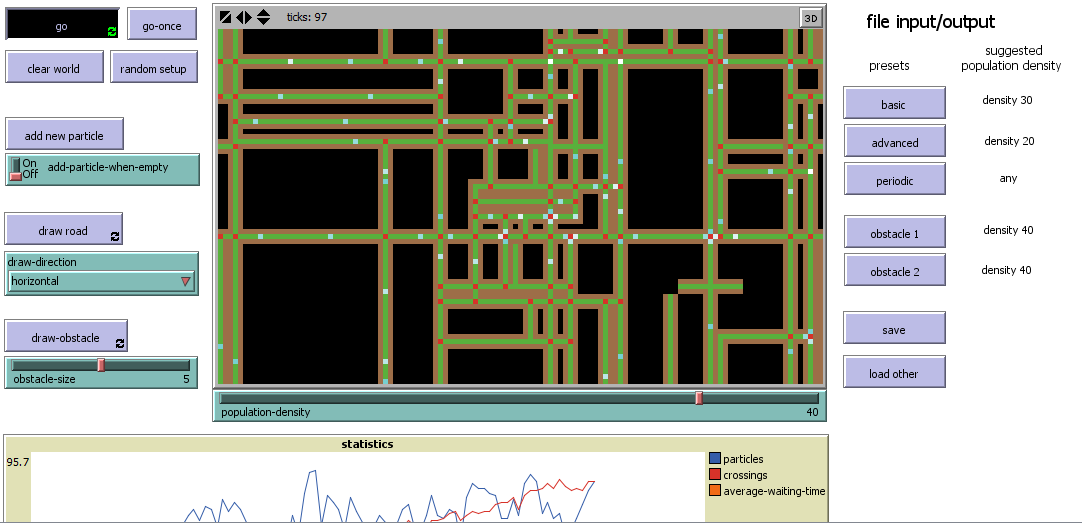 go
go-once
clear world
random setup
add new particle
On
Off
add-particle-when-empty
draw road
draw-direction
horizontal
draw-obstacle
obstacle-size
5
ticks: 97
3D
population-density
40
file input/output
presets
suggested
population density
basic
density 30
advanced
density 20
periodic
any
obstacle 1
density 40
obstacle 2
density 40
save
load other
statistics
95.7
particles
crossings
average-waiting-time